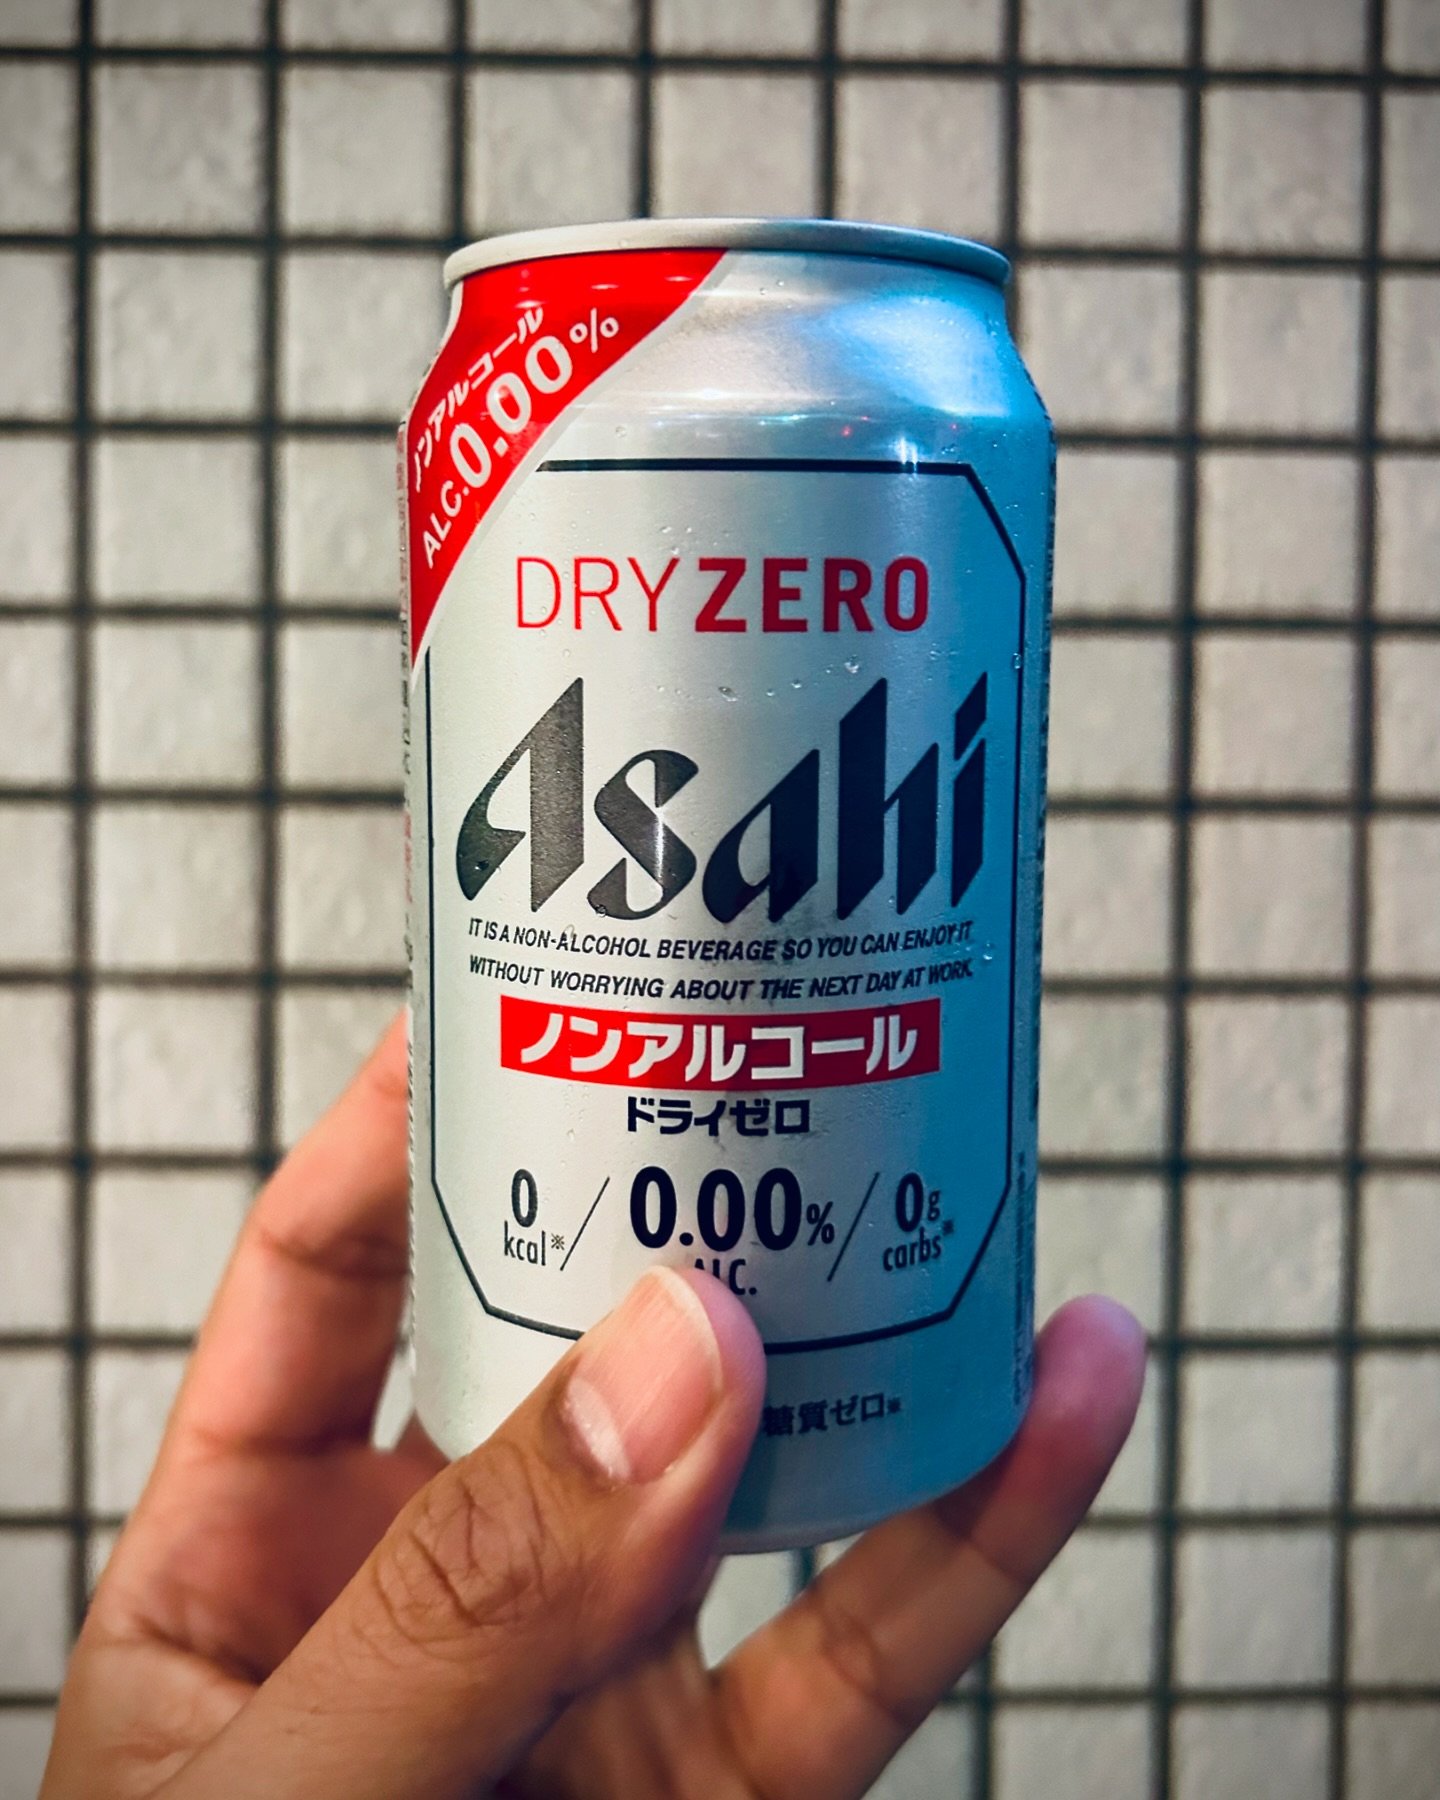 ノンアルコール
ALC.0.00%
DRY ZERO
Asahi
IT IS A NON-ALCOHOL BEVERAGE SO YOU CAN ENJOY IT
WITHOUT WORRYING ABOUT THE NEXT DAY AT WORK.
ノンアルコール
ドライゼロ
0 kcal※/0.00% ALC./0g carbs※
糖質ゼロ※